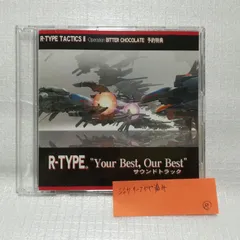 R-TYPE TACTICS II Operation BITTER CHOCOLATE 予約特典
R-TYPE® "Your Best, Our Best"
サウンドトラック